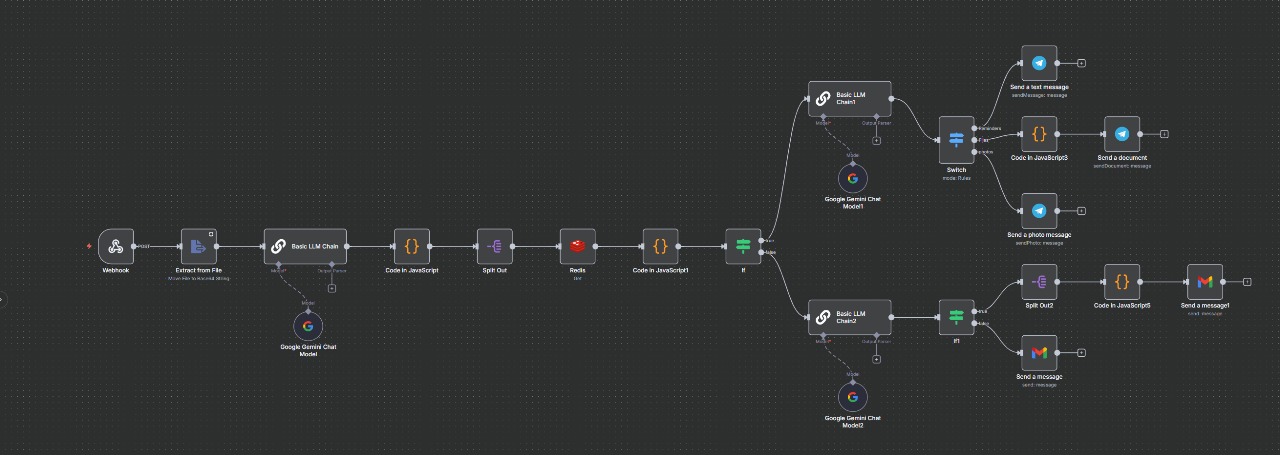 Send a text message
sendMessage: message
Basic LLM
Chain1
Model*
Output Parser
Model
Google Gemini Chat
Model1
Switch
mode: Rules
Reminders
Files
photos
Code in JavaScript3
Send a document
sendDocument: message
Send a photo message
sendPhoto: message
Webhook
POST
Extract from File
Move File to Base64 String
Basic LLM Chain
Model*
Output Parser
Model
Google Gemini Chat
Model
Code in JavaScript
Split Out
Redis
Get
Code in JavaScript1
If
true
false
Basic LLM
Chain2
Model*
Output Parser
Model
Google Gemini Chat
Model2
If1
true
false
Split Out2
Code in JavaScript5
Send a message1
send: message
Send a message
send: message